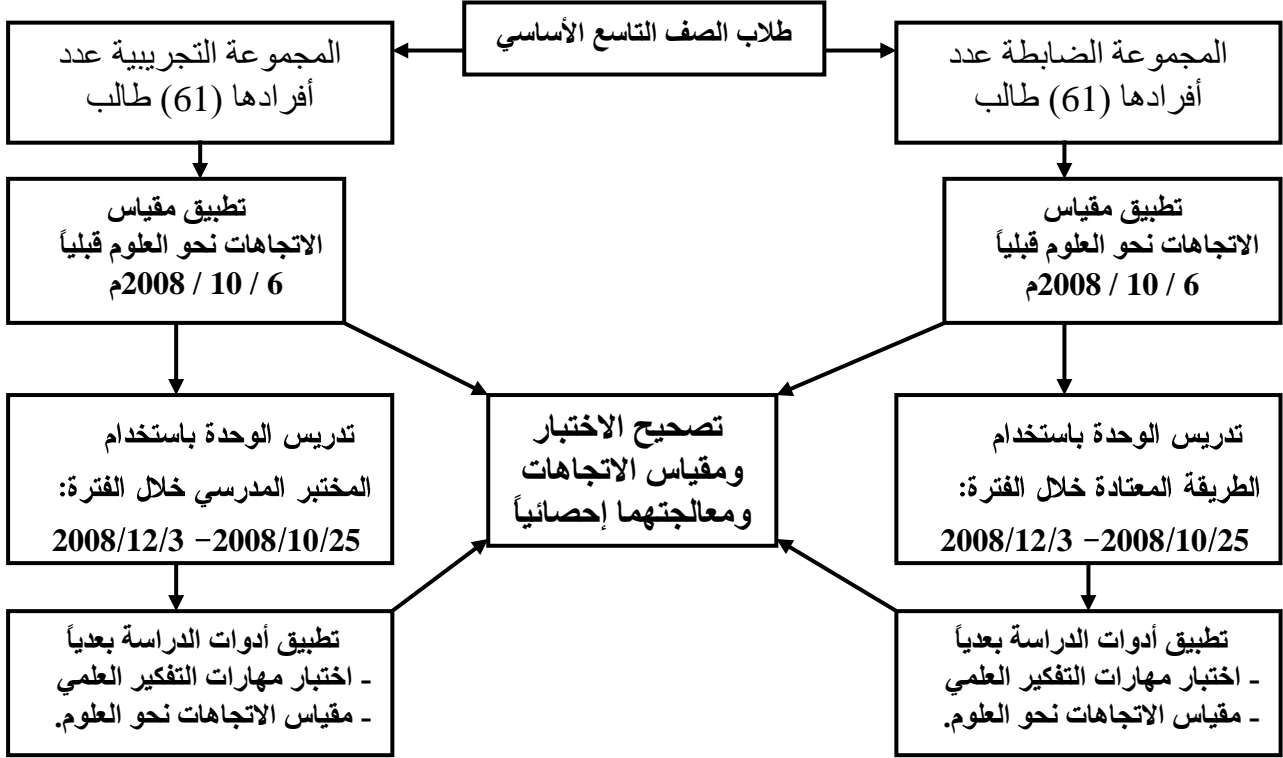 طلاب الصف التاسع الأساسي
المجموعة الضابطة عدد
أفرادها (61) طالب
المجموعة التجريبية عدد
أفرادها (61) طالب
تطبيق مقياس
الاتجاهات نحو العلوم قبلياً
6 / 10 / 2008م
تطبيق مقياس
الاتجاهات نحو العلوم قبلياً
6 / 10 / 2008م
تدريس الوحدة باستخدام
الطريقة المعتادة خلال الفترة:
2008/10/25– 2008/12/3
تصحيح الاختبار
ومقياس الاتجاهات
ومعالجتهما إحصائياً
تدريس الوحدة باستخدام
المختبر المدرسي خلال الفترة:
2008/10/25– 2008/12/3
تطبيق أدوات الدراسة بعدياً
- اختبار مهارات التفكير العلمي
- مقياس الاتجاهات نحو العلوم.
تطبيق أدوات الدراسة بعدياً
- اختبار مهارات التفكير العلمي
- مقياس الاتجاهات نحو العلوم.